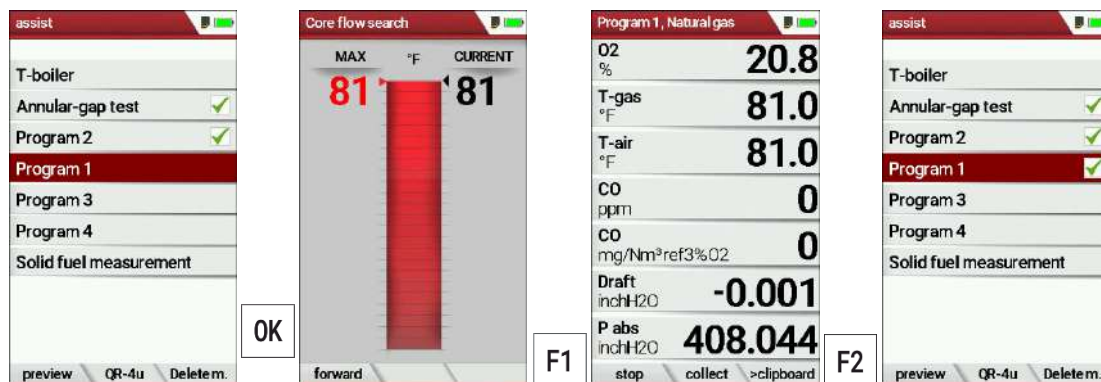 assist
T-boiler
Annular-gap test
Program 2
Program 1
Program 3
Program 4
Solid fuel measurement
preview QR-4u Delete m.
OK
Core flow search
MAX °F CURRENT
81 81
forward
F1
Program 1, Natural gas
O2
% 20.8
T-gas
°F 81.0
T-air
°F 81.0
CO
ppm 0
CO
mg/Nm³ref3%O2 0
Draft
inchH2O -0.001
P abs
inchH2O 408.044
stop collect >clipboard
F2
assist
T-boiler
Annular-gap test
Program 2
Program 1
Program 3
Program 4
Solid fuel measurement
preview QR-4u Delete m.